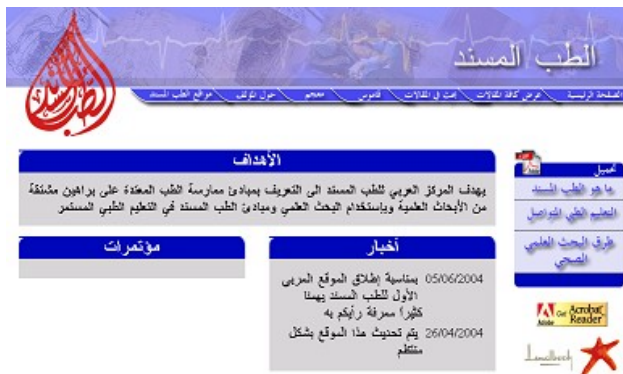 الطب المسند
الصفحة الرئيسية عرض كافة المقالات بحث في المقالات قاموس معجم حول المؤلف مواقع الطب المسند
الأهداف
يهدف المركز العربي للطب المسند الى التعريف بمبادئ ممارسة الطب المعتمدة على براهين مشتقة
من الأبحاث العلمية وبإستخدام البحث العلمي ومبادئ الطب المسند في التعليم الطبي المستمر
تحميل
ما هو الطب المسند
التعليم الطبي المتواصل
طرق البحث العلمي
الصحي
أخبار
05/06/2004 بمناسبة إطلاق الموقع العربي
الأول للطب المسند يهمنا
كثيرا معرفة رأيكم به
26/04/2004 يتم تحديث هذا الموقع بشكل
منتظم
مؤتمرات
Adobe Get Acrobat
Reader